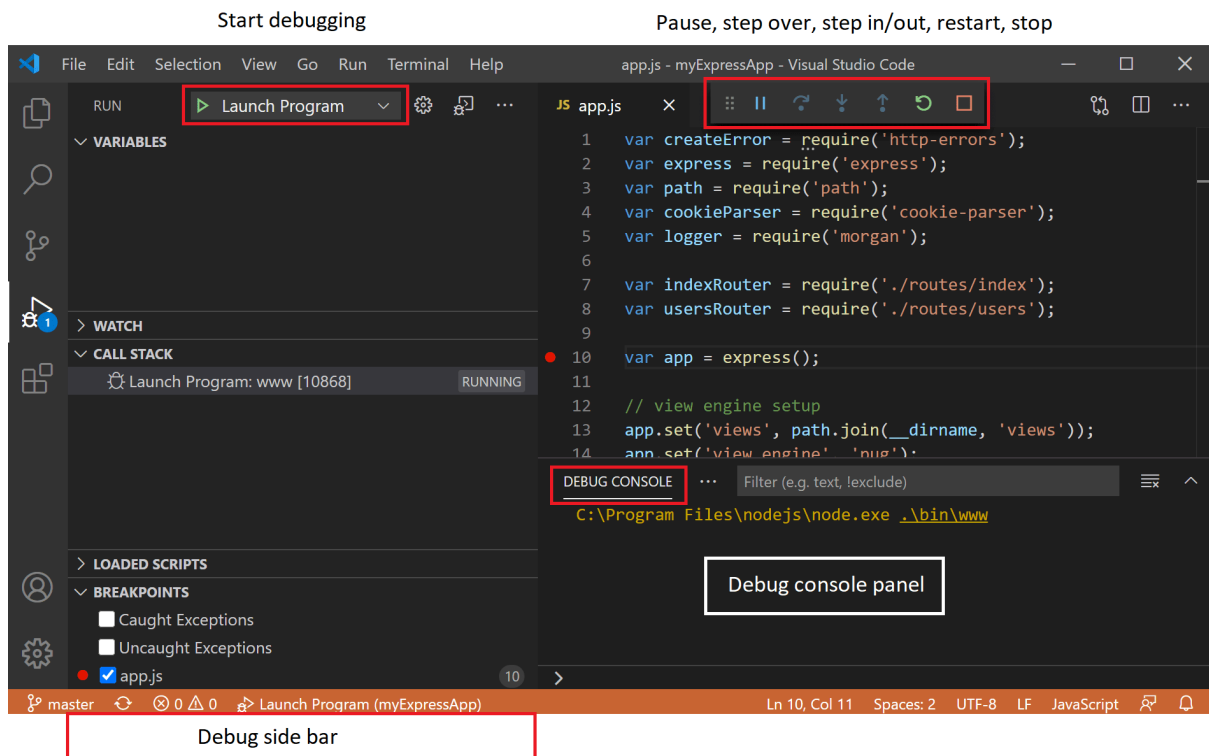 Start debugging
Pause, step over, step in/out, restart, stop
File Edit Selection View Go Run Terminal Help
app.js - myExpressApp - Visual Studio Code
RUN
Launch Program
JS app.js
VARIABLES
1 var createError = require('http-errors');
2 var express = require('express');
3 var path = require('path');
4 var cookieParser = require('cookie-parser');
5 var logger = require('morgan');
6
7 var indexRouter = require('./routes/index');
8 var usersRouter = require('./routes/users');
9
10 var app = express();
11
12 // view engine setup
13 app.set('views', path.join(__dirname, 'views'));
14 app.set('view engine', 'pug');
1
WATCH
CALL STACK
Launch Program: www [10868] RUNNING
DEBUG CONSOLE
Filter (e.g. text, !exclude)
C:\Program Files\nodejs\node.exe .\bin\www
Debug console panel
LOADED SCRIPTS
BREAKPOINTS
Caught Exceptions
Uncaught Exceptions
app.js 10
master 0 0 Launch Program (myExpressApp)
Ln 10, Col 11 Spaces: 2 UTF-8 LF JavaScript
Debug side bar